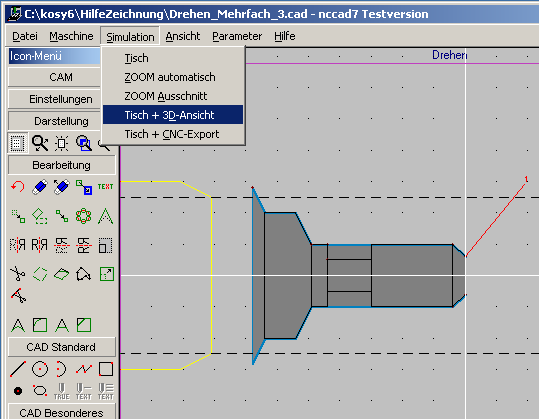 C:\kosy6\HilfeZeichnung\Drehen_Mehrfach_3.cad - nccad7 Testversion
Datei Maschine Simulation Ansicht Parameter Hilfe
Icon-Menü
Tisch
ZOOM automatisch
ZOOM Ausschnitt
Tisch + 3D-Ansicht
Tisch + CNC-Export
Drehen
CAM
Einstellungen
Darstellung
Bearbeitung
TEXT
CAD Standard
TRUE TEXT
TEXT
CAD Besonderes
1